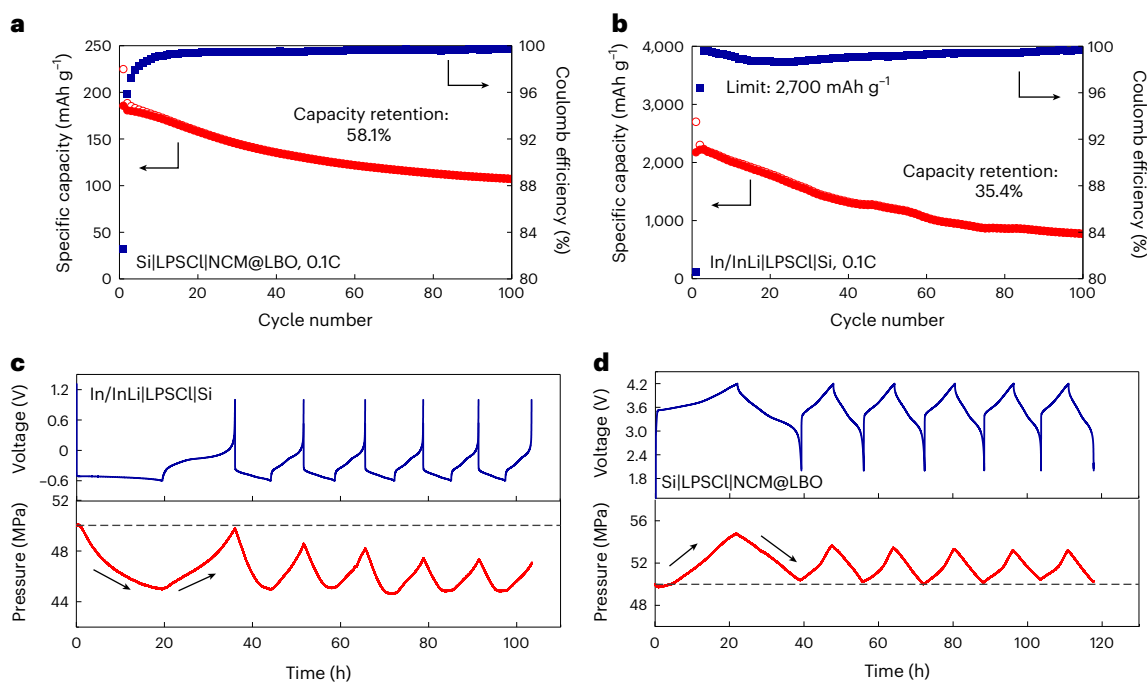 a
250
200
150
100
50
0
Specific capacity (mAh g⁻¹)
100
96
92
88
84
80
Coulomb efficiency (%)
Capacity retention:
58.1%
Si|LPSCl|NCM@LBO, 0.1C
0 20 40 60 80 100
Cycle number
b
4,000
3,000
2,000
1,000
0
Specific capacity (mAh g⁻¹)
100
96
92
88
84
80
Coulomb efficiency
(%)
Limit: 2,700 mAh g⁻¹
Capacity retention:
35.4%
In/InLi|LPSCl|Si, 0.1C
0 20 40 60 80 100
Cycle number
c
Voltage (V)
1.2
0.6
0
−0.6
In/InLi|LPSCl|Si
Pressure (MPa)
52
48
44
0 20 40 60 80 100
Time (h)
d
Voltage (V)
4.2
3.6
3.0
1.8
Si|LPSCl|NCM@LBO
Pressure (MPa)
56
52
48
0 20 40 60 80 100 120
Time (h)